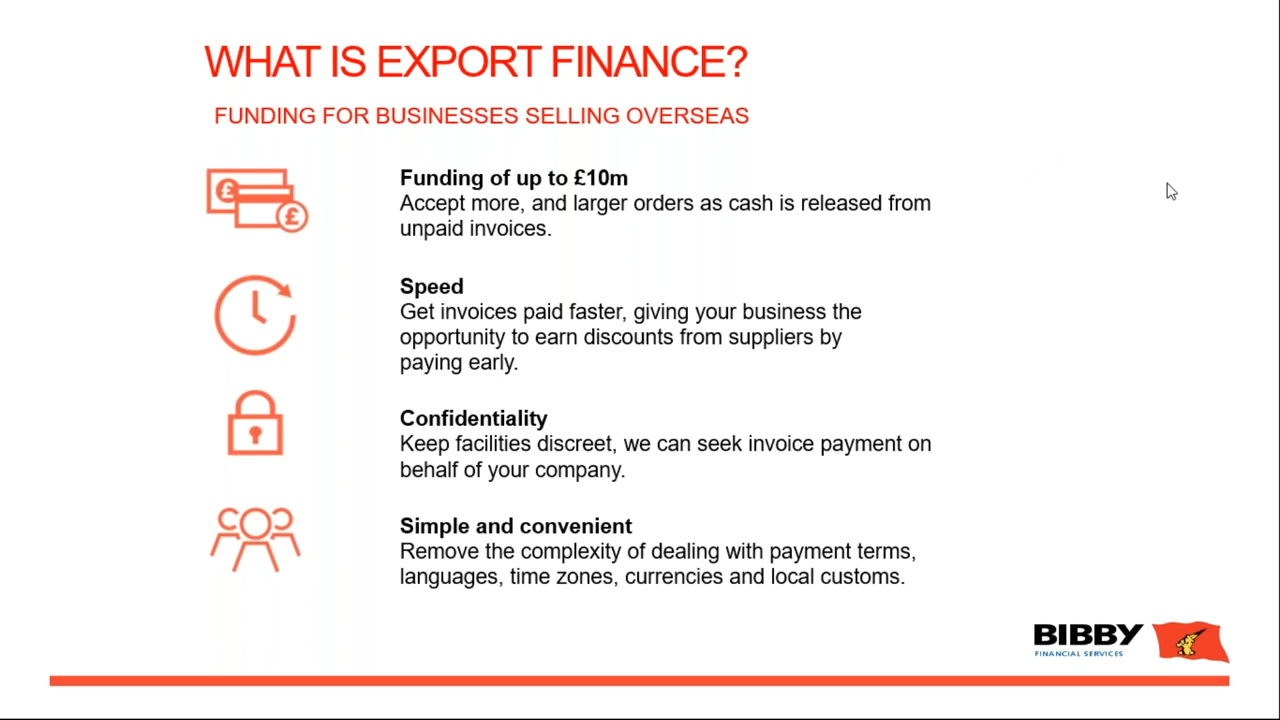 WHAT IS EXPORT FINANCE?
FUNDING FOR BUSINESSES SELLING OVERSEAS
£
£
Funding of up to £10m
Accept more, and larger orders as cash is released from
unpaid invoices.
Speed
Get invoices paid faster, giving your business the
opportunity to earn discounts from suppliers by
paying early.
Confidentiality
Keep facilities discreet, we can seek invoice payment on
behalf of your company.
Simple and convenient
Remove the complexity of dealing with payment terms,
languages, time zones, currencies and local customs.
BIBBY
FINANCIAL SERVICES